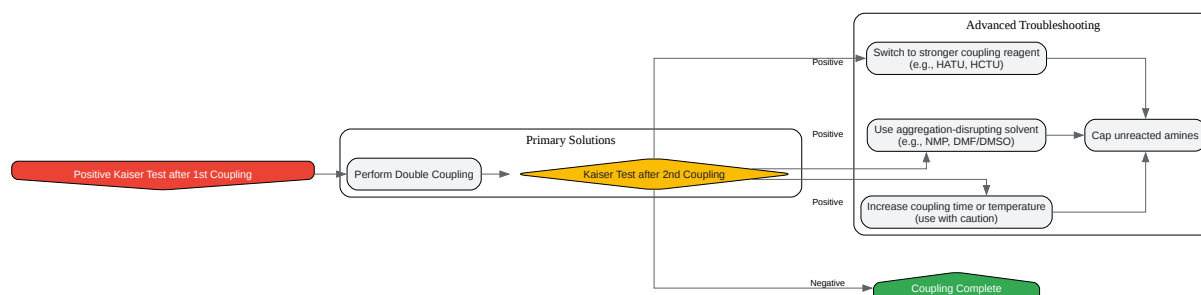 Advanced Troubleshooting
Switch to stronger coupling reagent
(e.g., HATU, HCTU)
Positive
Primary Solutions
Use aggregation-disrupting solvent
(e.g., NMP, DMF/DMSO)
Positive
Cap unreacted amines
Positive Kaiser Test after 1st Coupling
Perform Double Coupling
Kaiser Test after 2nd Coupling
Positive
Increase coupling time or temperature
(use with caution)
Negative
Coupling Complete